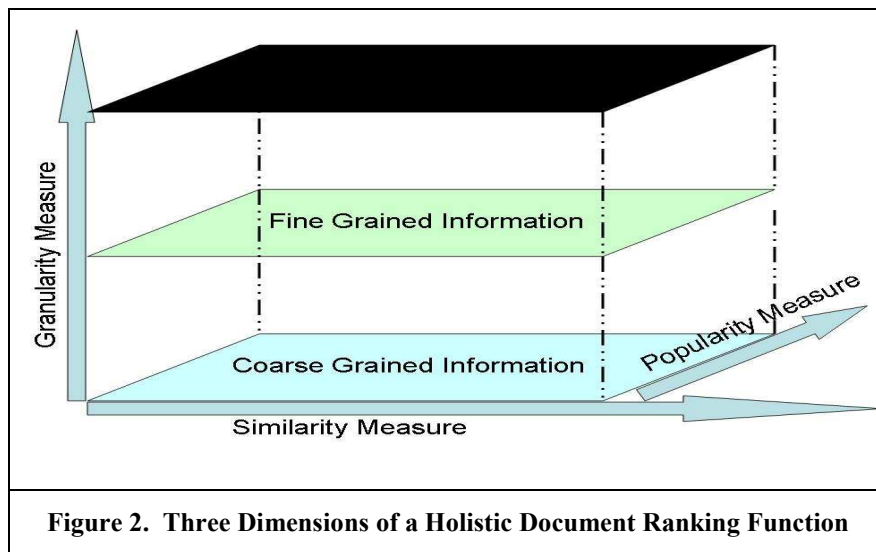 Granularity Measure
Fine Grained Information
Coarse Grained Information
Popularity Measure
Similarity Measure
Figure 2. Three Dimensions of a Holistic Document Ranking Function